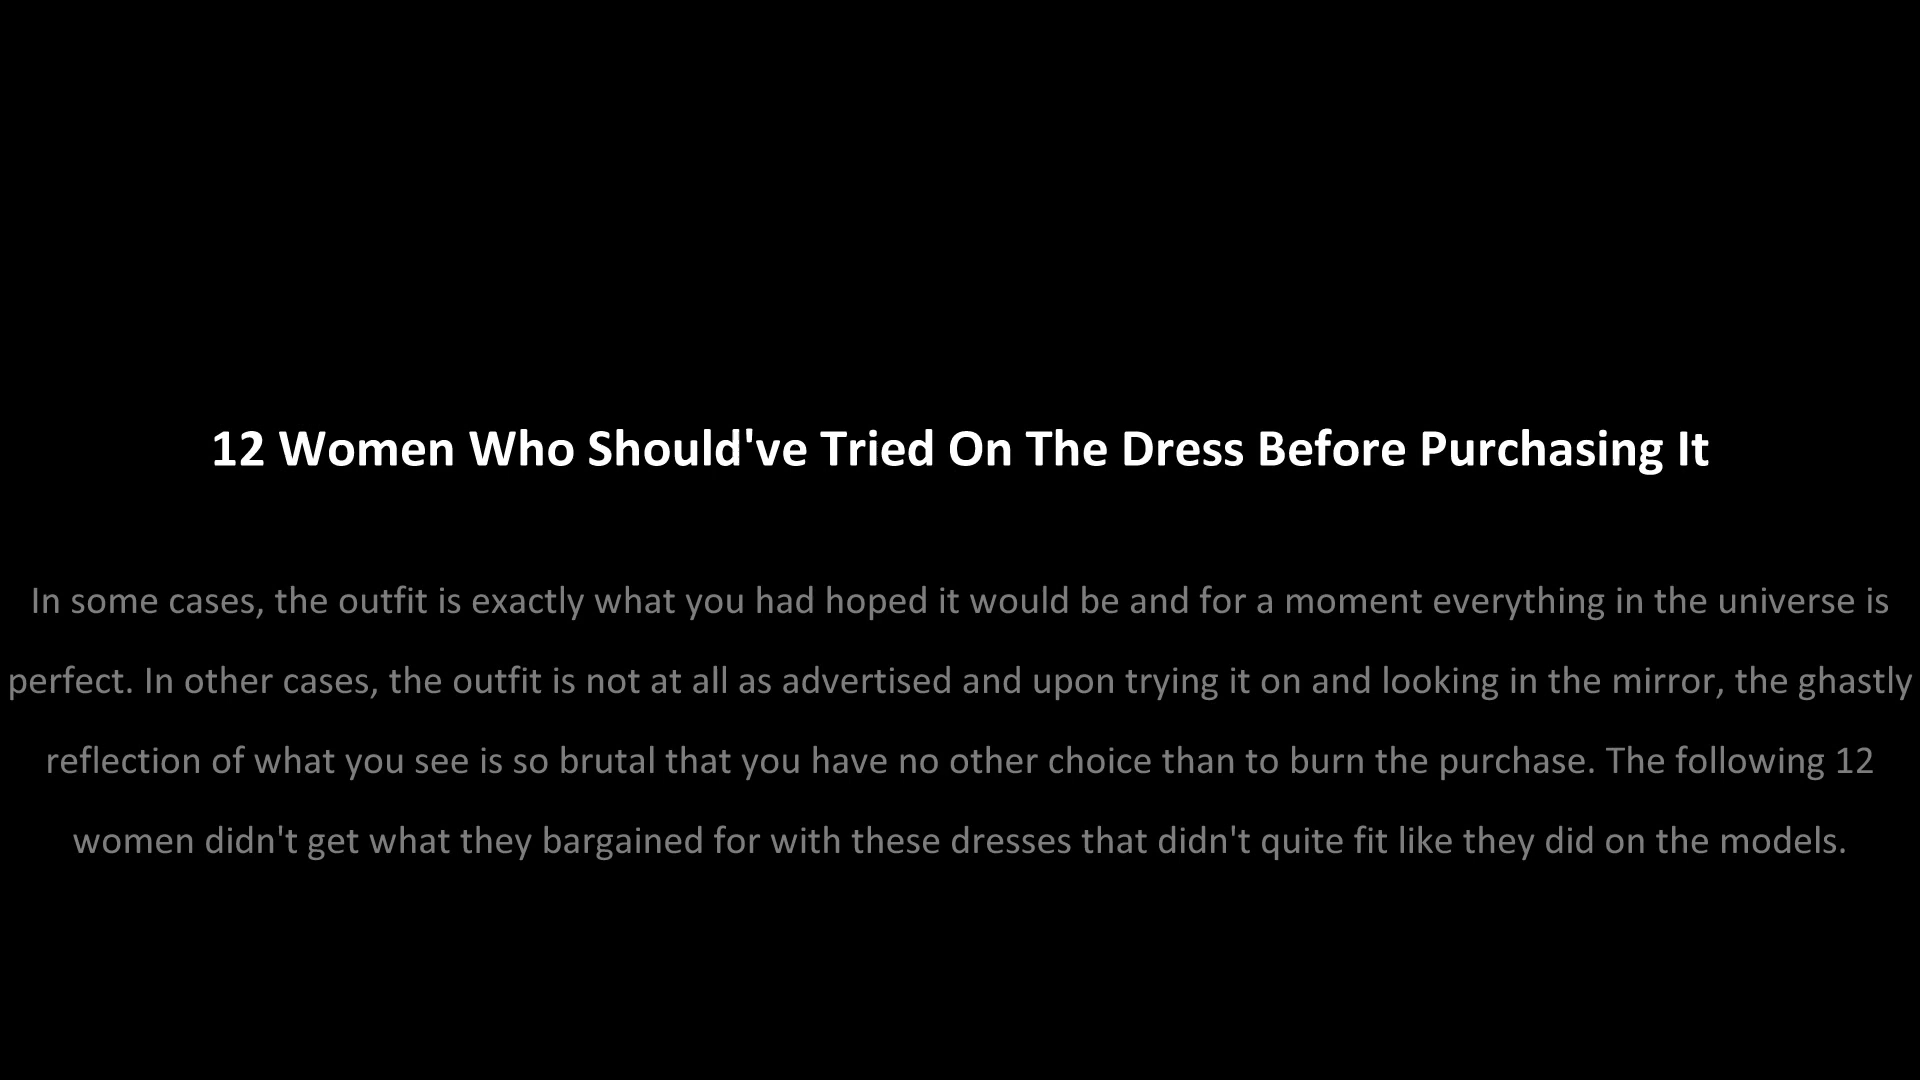 12 Women Who Should've Tried On The Dress Before Purchasing It
In some cases, the outfit is exactly what you had hoped it would be and for a moment everything in the universe is
perfect. In other cases, the outfit is not at all as advertised and upon trying it on and looking in the mirror, the ghastly
reflection of what you see is so brutal that you have no other choice than to burn the purchase. The following 12
women didn't get what they bargained for with these dresses that didn't quite fit like they did on the models.